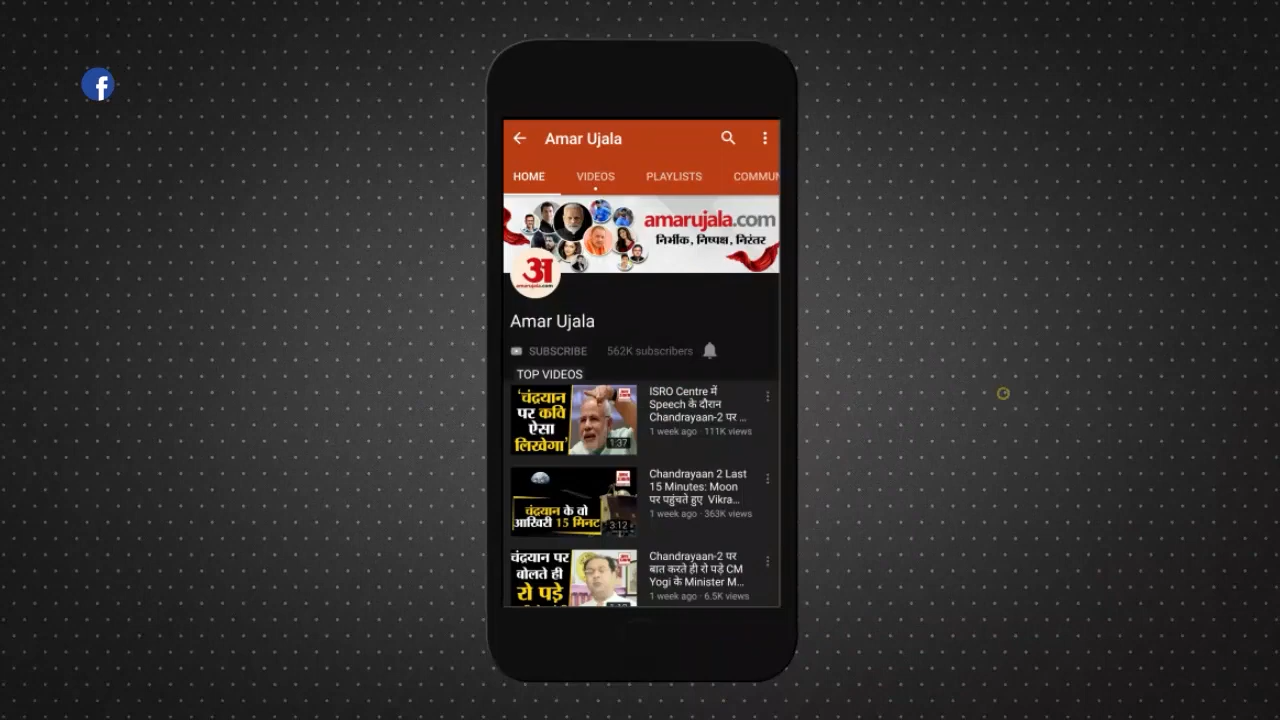 f
Amar Ujala
HOME VIDEOS PLAYLISTS COMMUN
amarujala.com
निर्भीक, निष्पक्ष, निरंतर
अ
amarujala.com
Amar Ujala
SUBSCRIBE 562K subscribers
TOP VIDEOS
'चंद्रयान
पर कवि
ऐसा
लिखेगा'
1:37
ISRO Centre में
Speech के दौरान
Chandrayaan-2 पर ...
1 week ago · 111K views
चंद्रयान के वो
आखिरी 15 मिनट
3:12
Chandrayaan 2 Last
15 Minutes: Moon
पर पहुंचते हुए Vikra...
1 week ago · 363K views
चंद्रयान पर
बोलते ही
रो पड़े
Chandrayaan-2 पर
बात करते ही रो पड़े CM
Yogi के Minister M...
1 week ago · 6.5K views